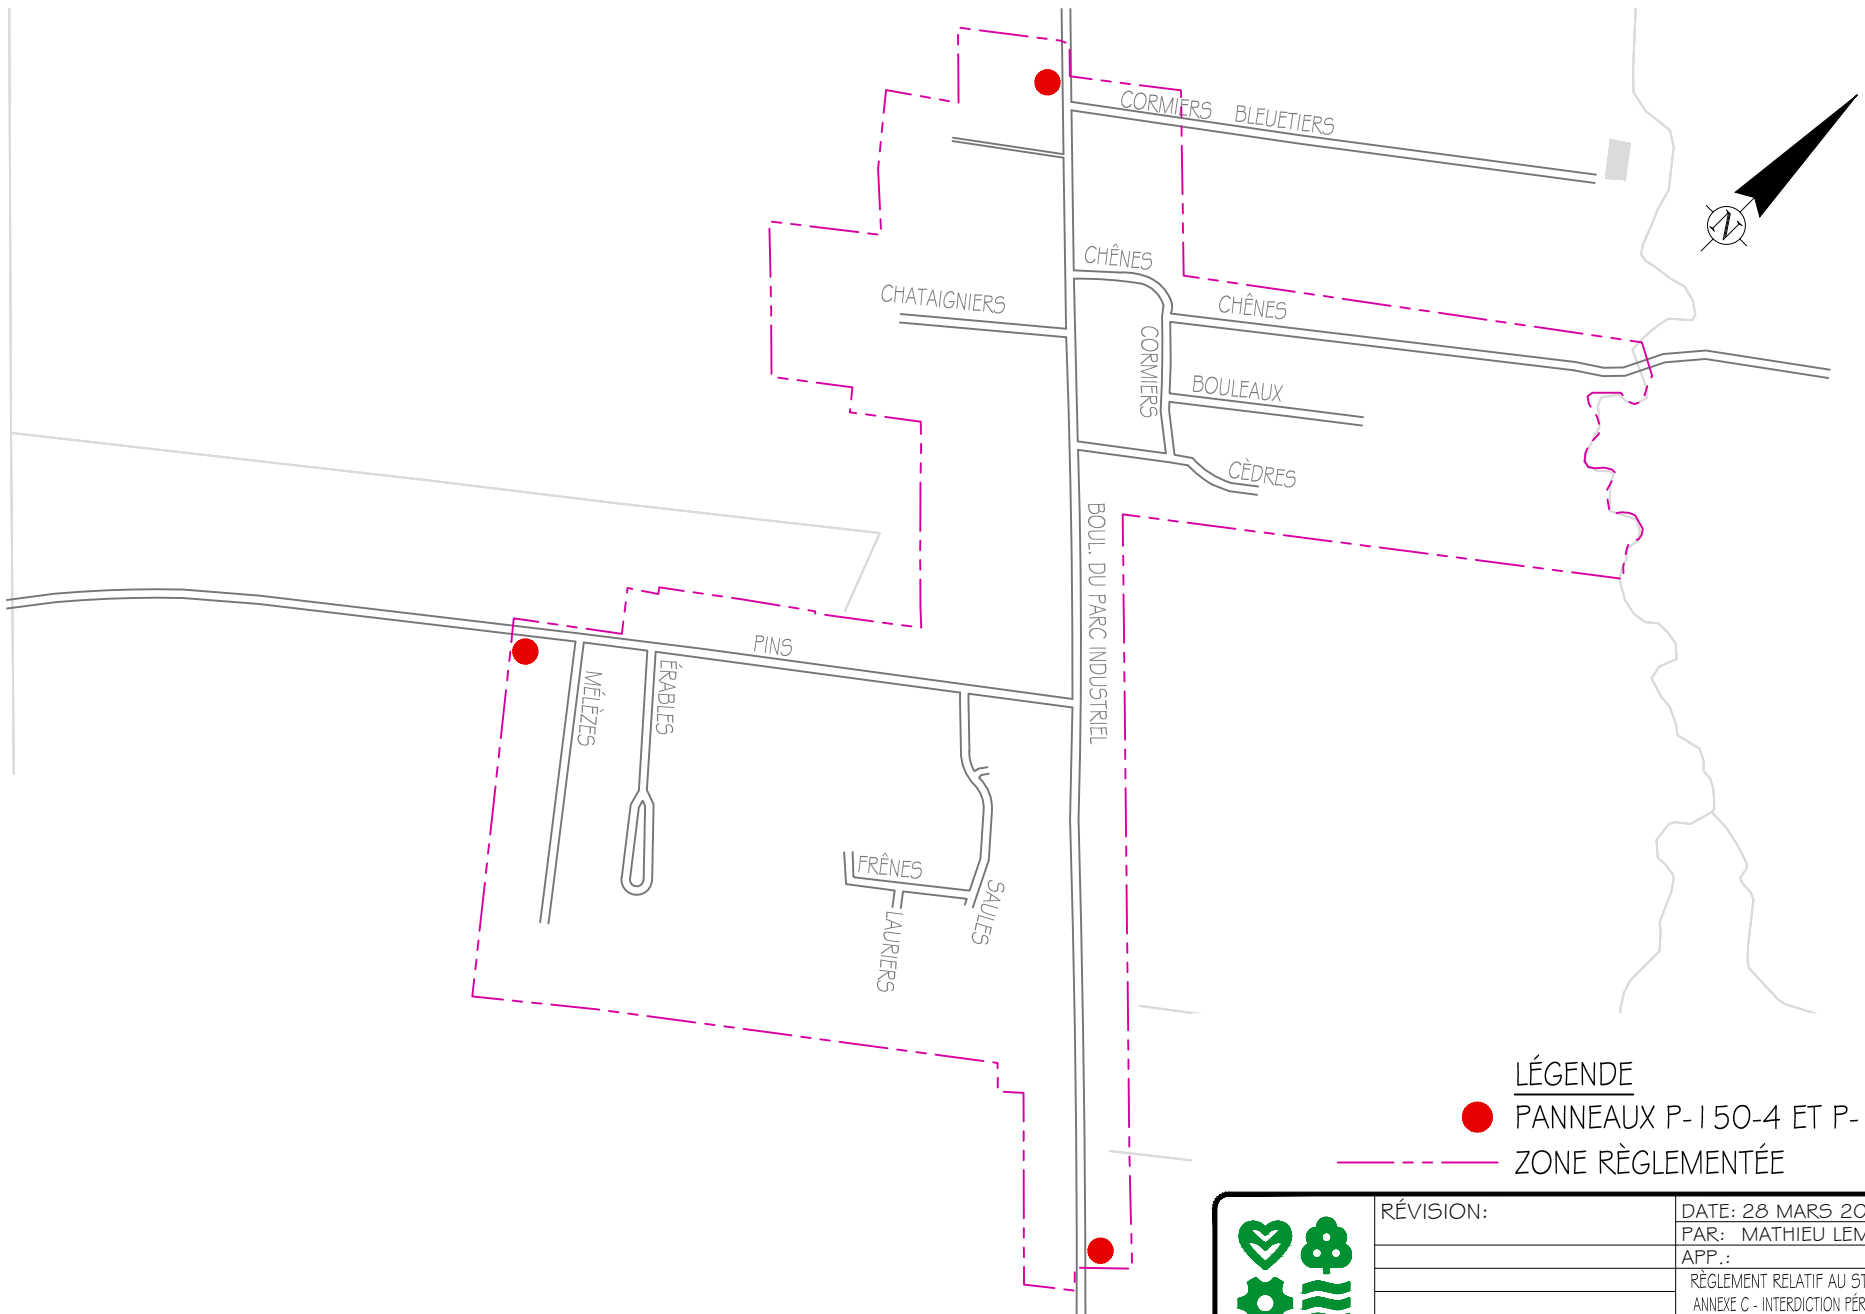 CORMIERS BLEUETIERS
N
CHÊNES
CHATAIGNIERS
CHÊNES
CORMIERS
BOULEAUX
CÈDRES
BOUL. DU PARC INDUSTRIEL
PINS
MÉLÈZES
ÉRABLES
FRÊNES
SAULES
LAURIERS
LÉGENDE
PANNEAUX P-150-4 ET P-
ZONE RÈGLEMENTÉE
RÉVISION:
DATE: 28 MARS 20
PAR: MATHIEU LEM
APP.:
RÈGLEMENT RELATIF AU ST
ANNEXE C - INTERDICTION PÉR